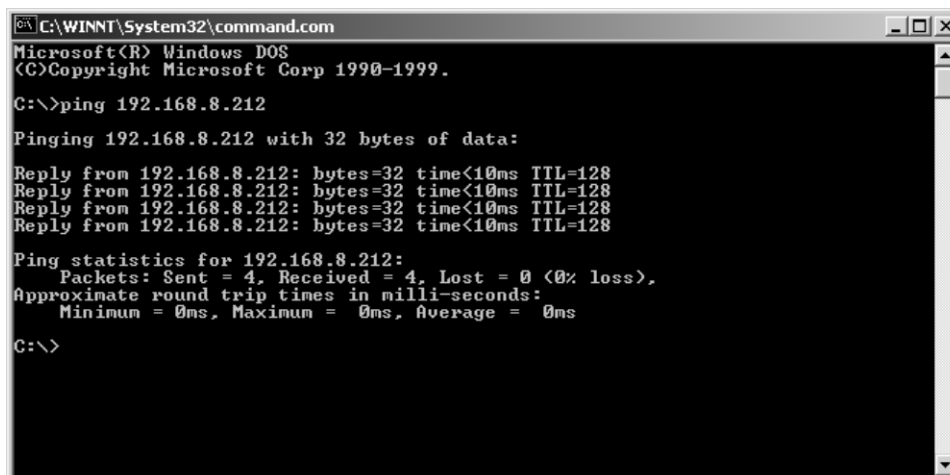 C:\WINNT\System32\command.com
Microsoft(R) Windows DOS
(C)Copyright Microsoft Corp 1990-1999.
C:\>ping 192.168.8.212
Pinging 192.168.8.212 with 32 bytes of data:
Reply from 192.168.8.212: bytes=32 time<10ms TTL=128
Reply from 192.168.8.212: bytes=32 time<10ms TTL=128
Reply from 192.168.8.212: bytes=32 time<10ms TTL=128
Reply from 192.168.8.212: bytes=32 time<10ms TTL=128
Ping statistics for 192.168.8.212:
    Packets: Sent = 4, Received = 4, Lost = 0 (0% loss),
Approximate round trip times in milli-seconds:
    Minimum = 0ms, Maximum =  0ms, Average =  0ms
C:\>